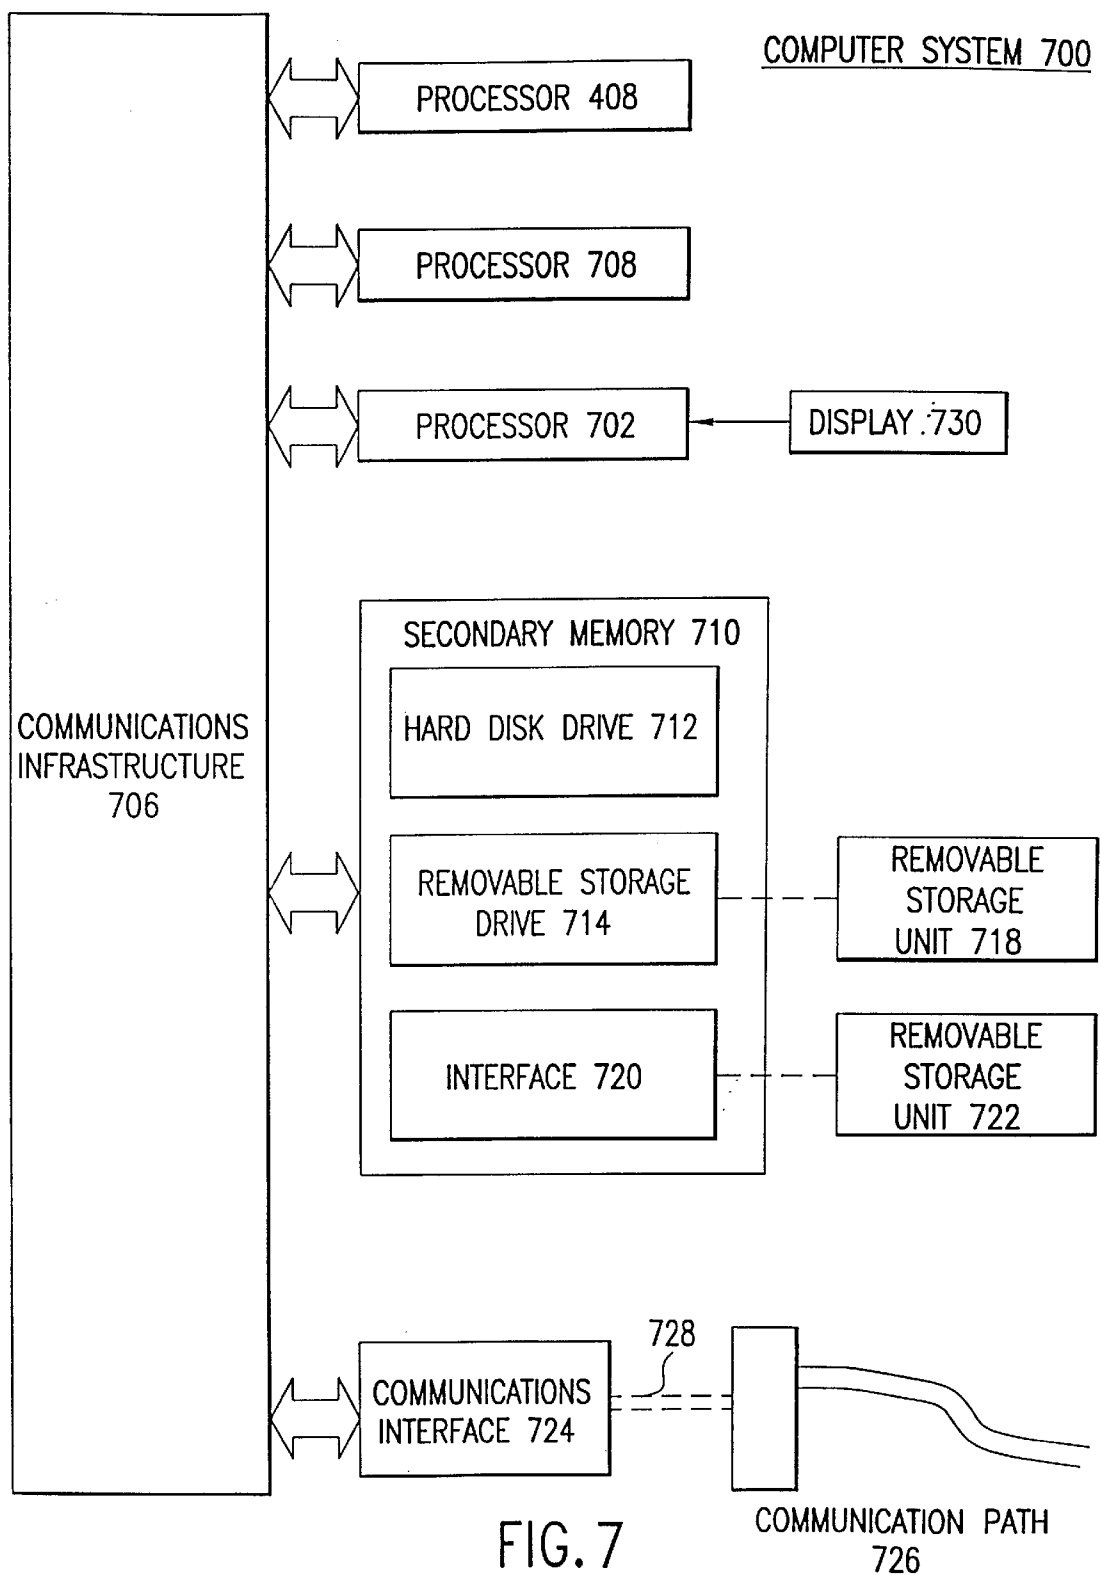 COMPUTER SYSTEM 700
PROCESSOR 408
PROCESSOR 708
PROCESSOR 702
DISPLAY 730
SECONDARY MEMORY 710
HARD DISK DRIVE 712
COMMUNICATIONS
INFRASTRUCTURE
706
REMOVABLE STORAGE
DRIVE 714
REMOVABLE
STORAGE
UNIT 718
INTERFACE 720
REMOVABLE
STORAGE
UNIT 722
728
COMMUNICATIONS
INTERFACE 724
COMMUNICATION PATH
726
FIG. 7